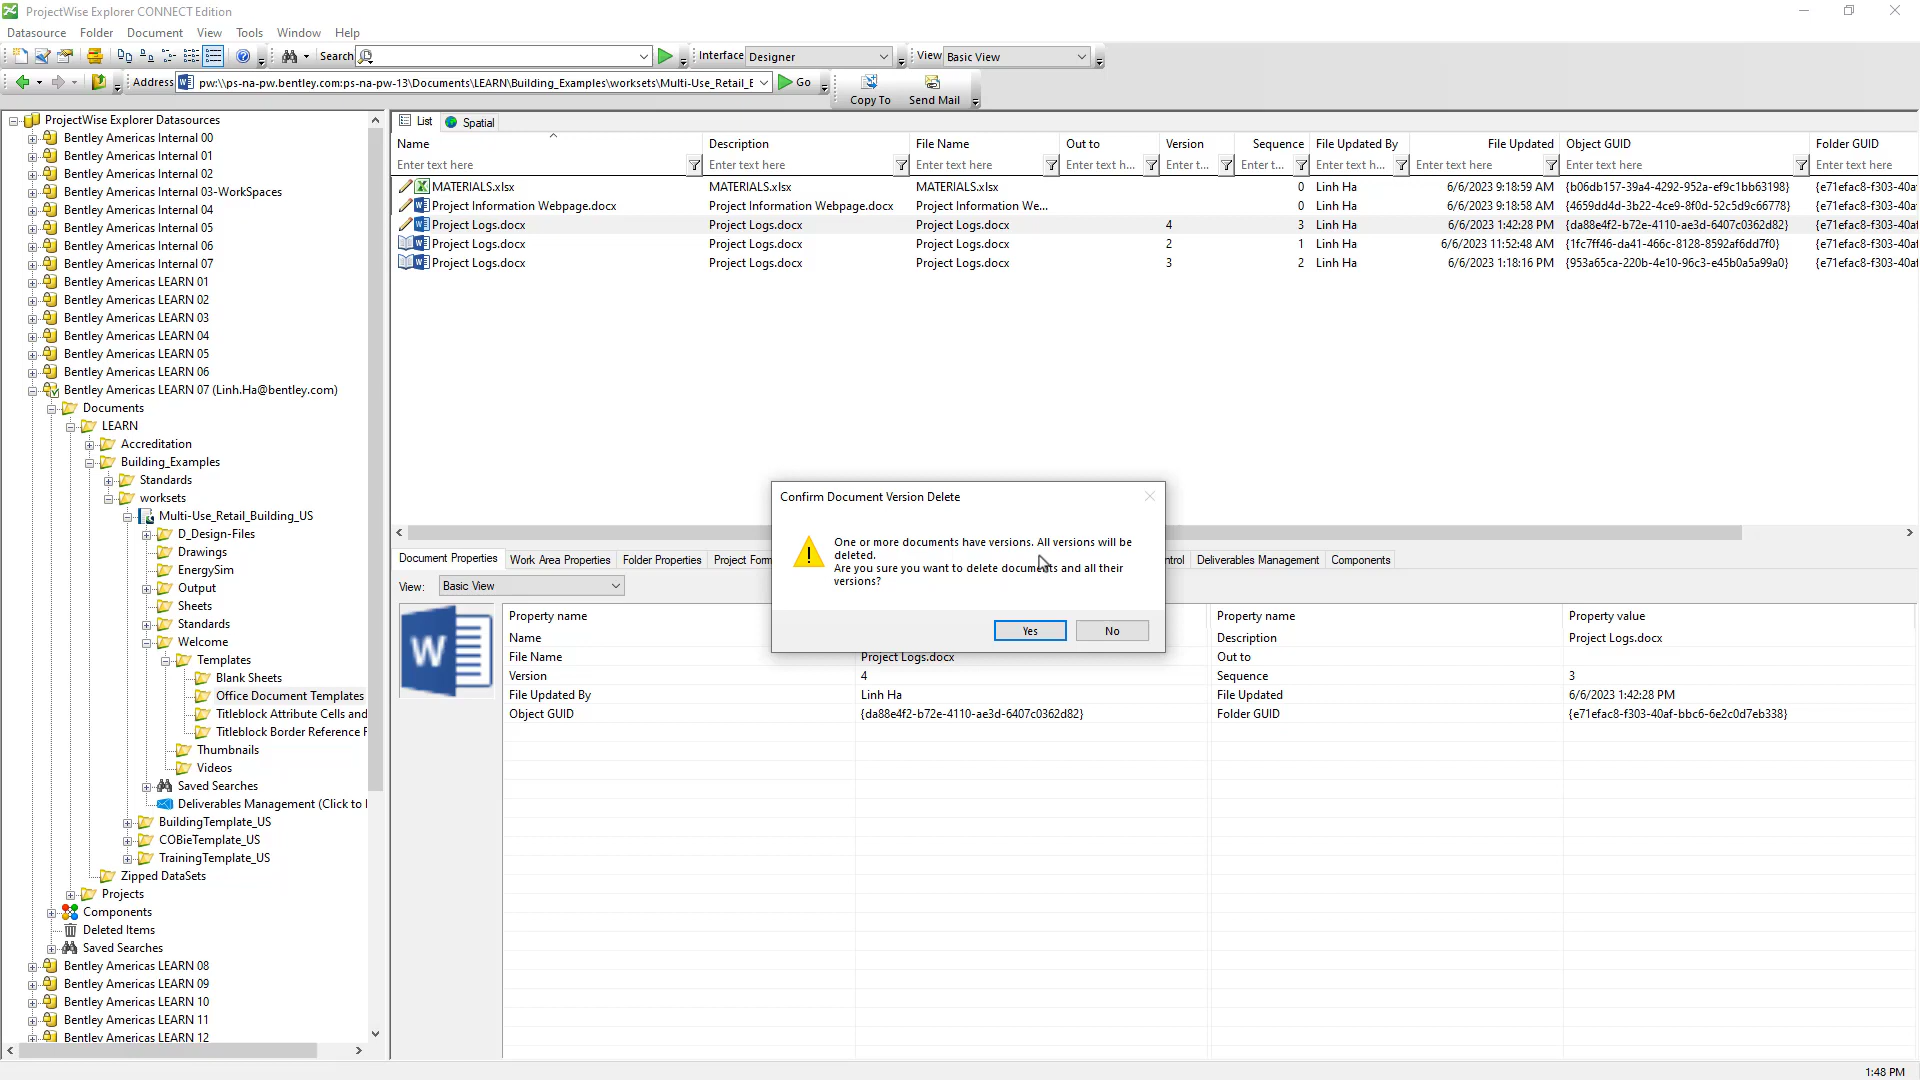 ProjectWise Explorer CONNECT Edition
Datasource Folder Document View Tools Window Help
Search Interface Designer View Basic View
Address pw:\\ps-na-pw.bentley.com:ps-na-pw-13\Documents\LEARN\Building_Examples\worksets\Multi-Use_Retail_E Go Copy To Send Mail
ProjectWise Explorer Datasources
Bentley Americas Internal 00
Bentley Americas Internal 01
Bentley Americas Internal 02
Bentley Americas Internal 03-WorkSpaces
Bentley Americas Internal 04
Bentley Americas Internal 05
Bentley Americas Internal 06
Bentley Americas Internal 07
Bentley Americas LEARN 01
Bentley Americas LEARN 02
Bentley Americas LEARN 03
Bentley Americas LEARN 04
Bentley Americas LEARN 05
Bentley Americas LEARN 06
Bentley Americas LEARN 07 (Linh.Ha@bentley.com)
Documents
LEARN
Accreditation
Building_Examples
Standards
worksets
Multi-Use_Retail_Building_US
D_Design-Files
Drawings
EnergySim
Output
Sheets
Standards
Welcome
Templates
Blank Sheets
Office Document Templates
Titleblock Attribute Cells and
Titleblock Border Reference F
Thumbnails
Videos
Saved Searches
Deliverables Management (Click to
BuildingTemplate_US
COBieTemplate_US
TrainingTemplate_US
Zipped DataSets
Projects
Components
Deleted Items
Saved Searches
Bentley Americas LEARN 08
Bentley Americas LEARN 09
Bentley Americas LEARN 10
Bentley Americas LEARN 11
Bentley Americas LEARN 12
List Spatial
Name Description File Name Out to Version Sequence File Updated By File Updated Object GUID Folder GUID
Enter text here Enter text here Enter text here Enter text h... Enter t... Enter t... Enter text h... Enter text here Enter text here Enter text here
MATERIALS.xlsx MATERIALS.xlsx MATERIALS.xlsx 0 Linh Ha 6/6/2023 9:18:59 AM {b06db157-39a4-4292-952a-ef9c1bb63198} {e71efac8-f303-40a
Project Information Webpage.docx Project Information Webpage.docx Project Information We... 0 Linh Ha 6/6/2023 9:18:58 AM {4659dd4d-3b22-4ce9-8f0d-52c5d9c66778} {e71efac8-f303-40a
Project Logs.docx Project Logs.docx Project Logs.docx 4 3 Linh Ha 6/6/2023 1:42:28 PM {da88e4f2-b72e-4110-ae3d-6407c0362d82} {e71efac8-f303-40a
Project Logs.docx Project Logs.docx Project Logs.docx 2 1 Linh Ha 6/6/2023 11:52:48 AM {1fc7ff46-da41-466c-8128-8592af6dd7f0} {e71efac8-f303-40a
Project Logs.docx Project Logs.docx Project Logs.docx 3 2 Linh Ha 6/6/2023 1:18:16 PM {953a65ca-220b-4e10-96c3-e45b0a5a99a0} {e71efac8-f303-40a
Confirm Document Version Delete
One or more documents have versions. All versions will be
deleted.
Are you sure you want to delete documents and all their
versions?
Yes No
Document Properties Work Area Properties Folder Properties Project Form ntrol Deliverables Management Components
View: Basic View
Property name Property name Property value
Name Description Project Logs.docx
File Name Project Logs.docx Out to
Version 4 Sequence 3
File Updated By Linh Ha File Updated 6/6/2023 1:42:28 PM
Object GUID {da88e4f2-b72e-4110-ae3d-6407c0362d82} Folder GUID {e71efac8-f303-40af-bbc6-6e2c0d7eb338}
W
1:48 PM